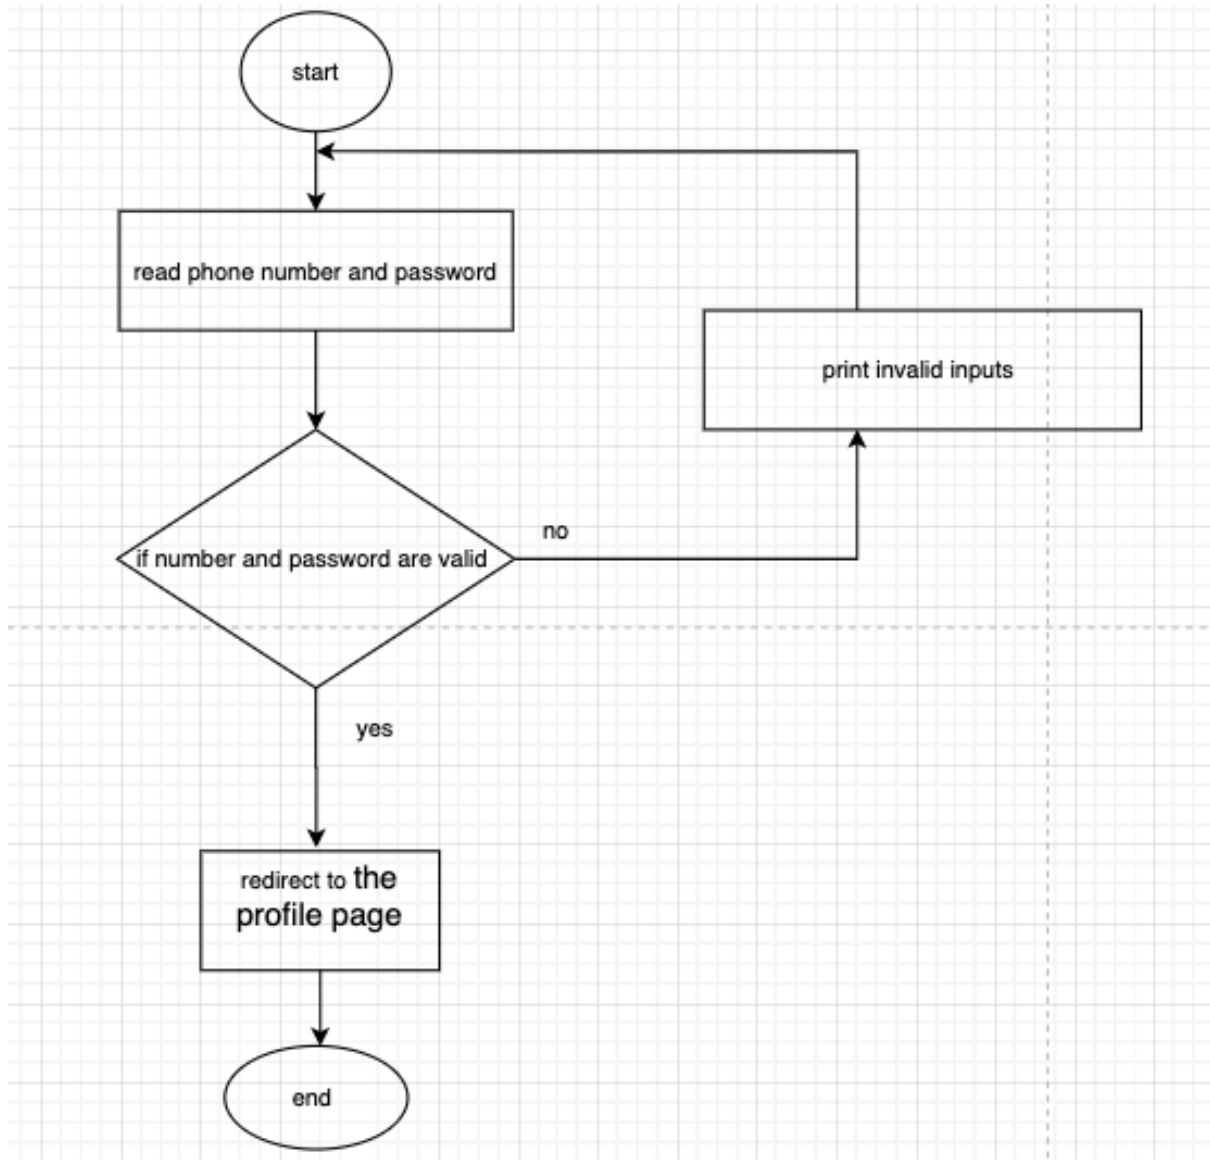 start
read phone number and password
print invalid inputs
if number and password are valid
no
yes
redirect to the
profile page
end